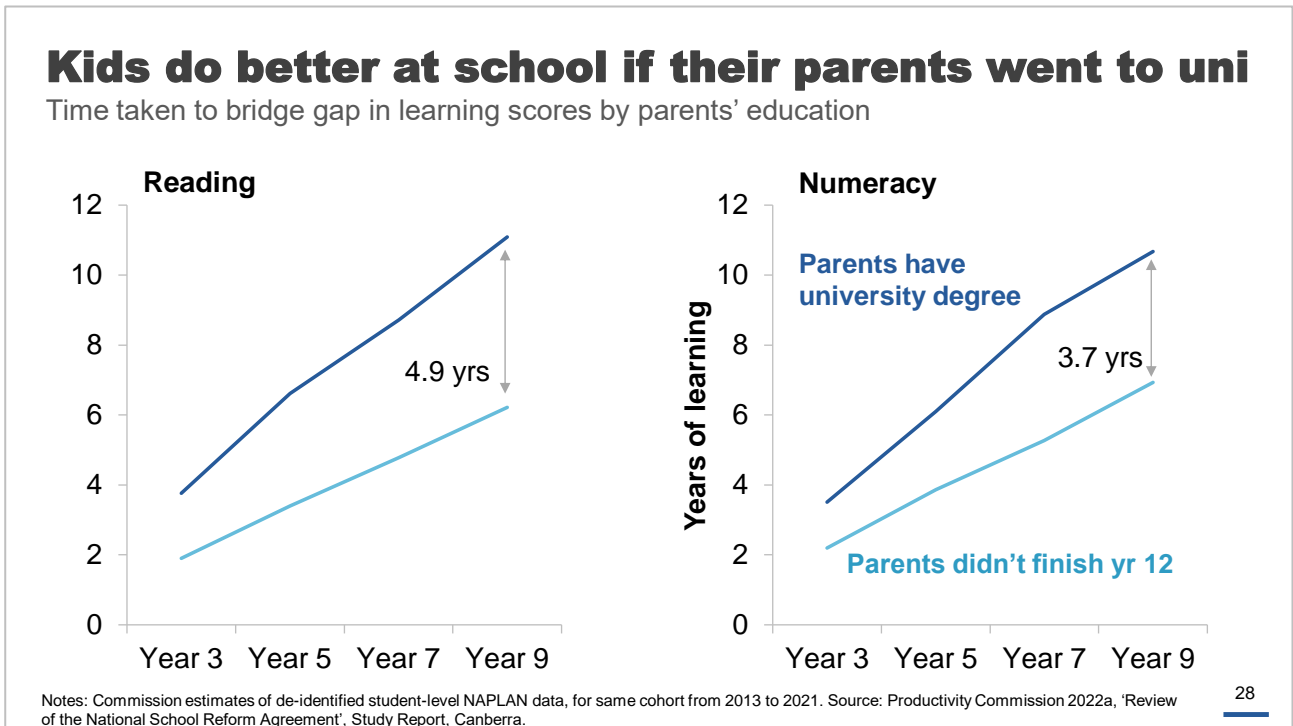 Kids do better at school if their parents went to uni
Time taken to bridge gap in learning scores by parents' education
Reading
12
10
8
6
4
2
0
4.9 yrs
Year 3 Year 5 Year 7 Year 9
Numeracy
Years of learning
12
10
8
6
4
2
0
Parents have
university degree
3.7 yrs
Parents didn’t finish yr 12
Year 3 Year 5 Year 7 Year 9
Notes: Commission estimates of de-identified student-level NAPLAN data, for same cohort from 2013 to 2021. Source: Productivity Commission 2022a, ‘Review
of the National School Reform Agreement’, Study Report, Canberra.
28